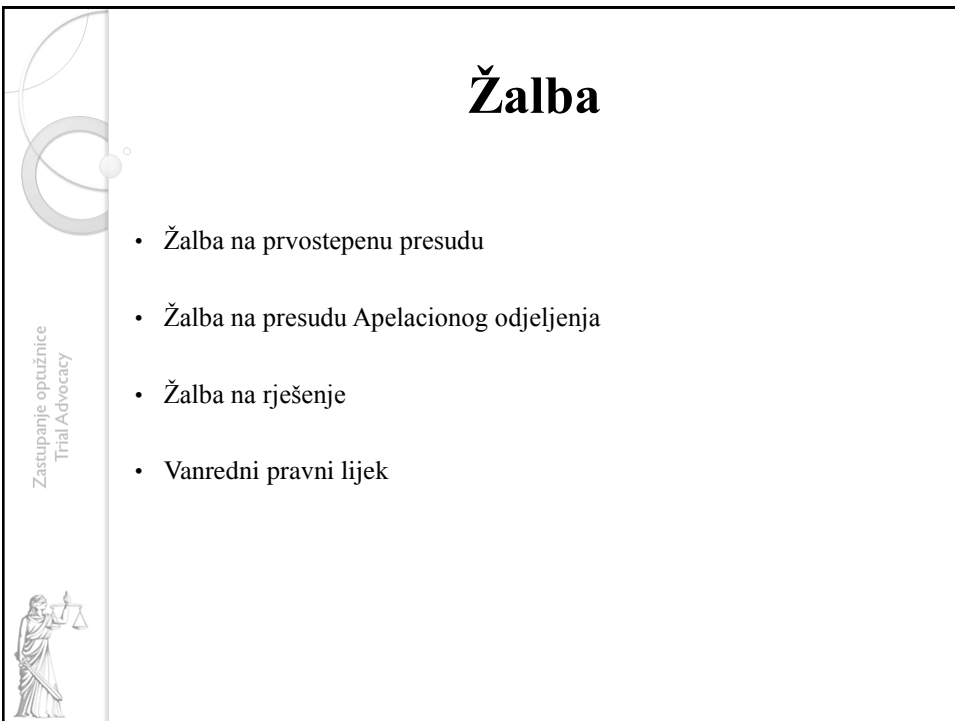 Žalba
• Žalba na prvostepenu presudu
• Žalba na presudu Apelacionog odjeljenja
• Žalba na rješenje
• Vanredni pravni lijek
Zastupanje optužnice
Trial Advocacy